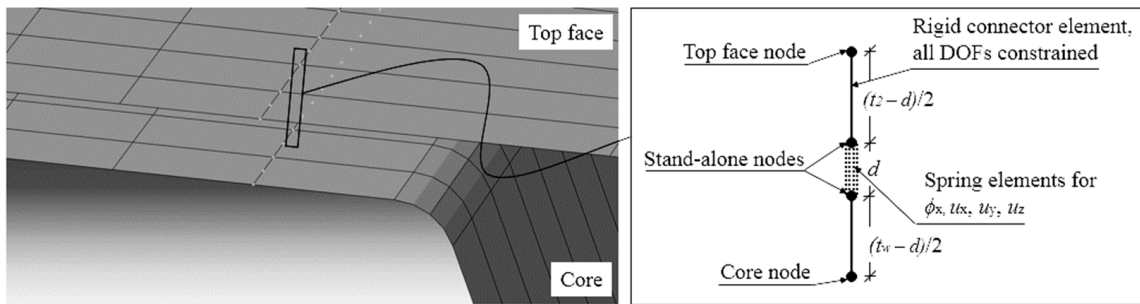 Top face
Core
Top face node
Rigid connector element,
all DOFs constrained
(t2 – d)/2
Stand-alone nodes
d
Spring elements for
ϕx, ux, uy, uz
(tw – d)/2
Core node